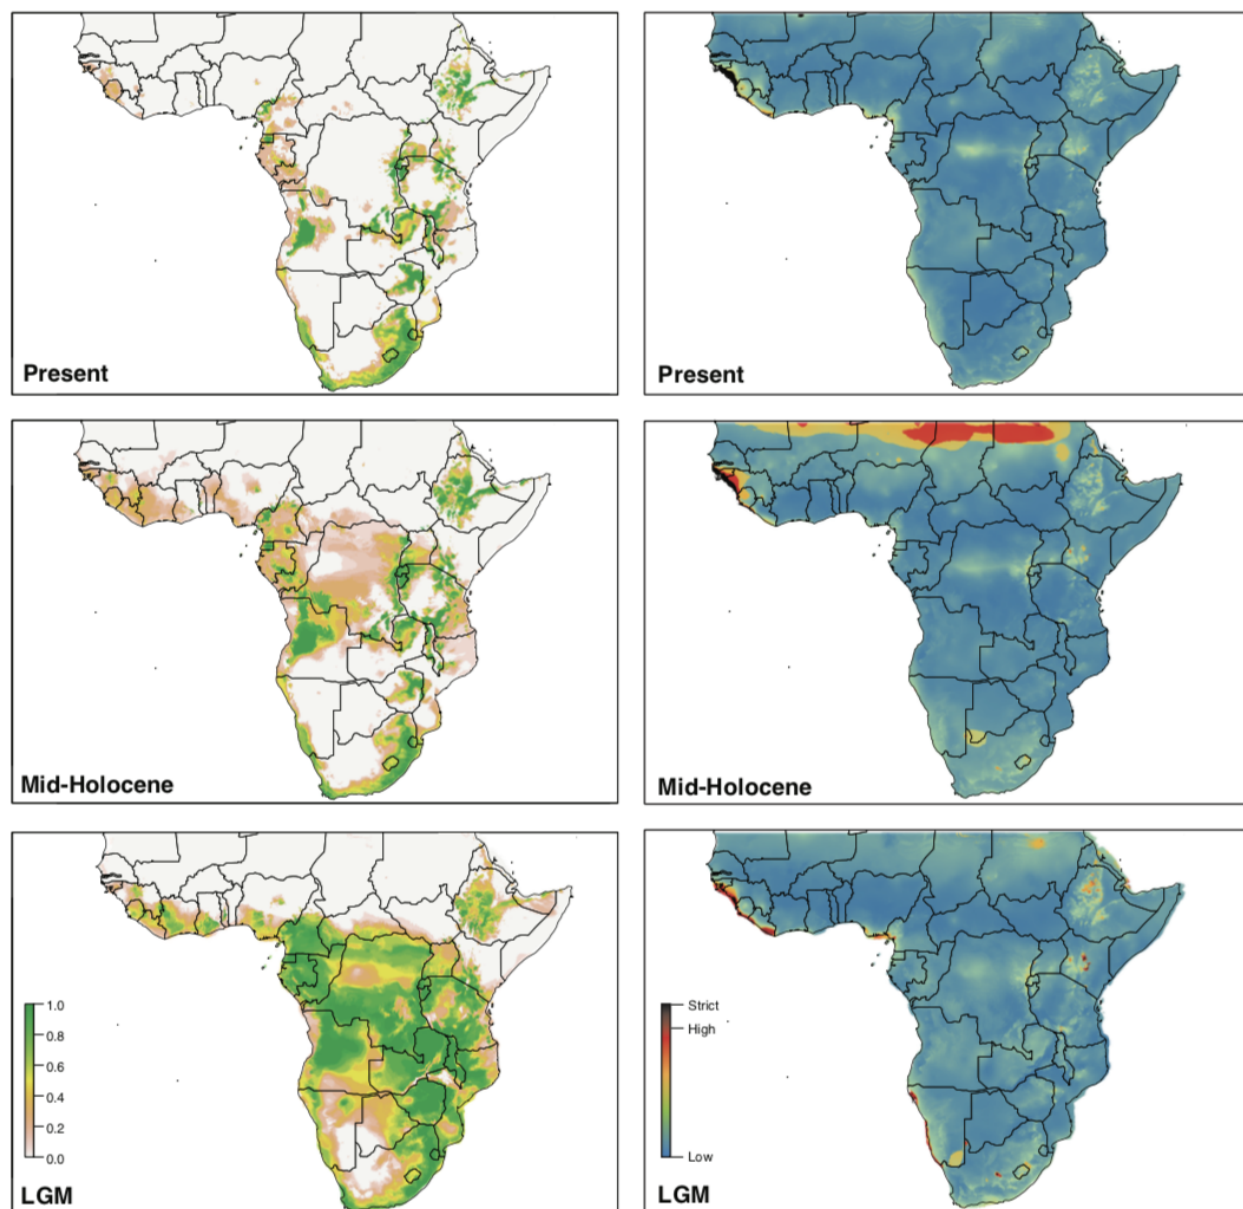 Present
Present
Mid-Holocene
Mid-Holocene
1.0
0.8
0.6
0.4
0.2
0.0
LGM
Strict
High
Low
LGM